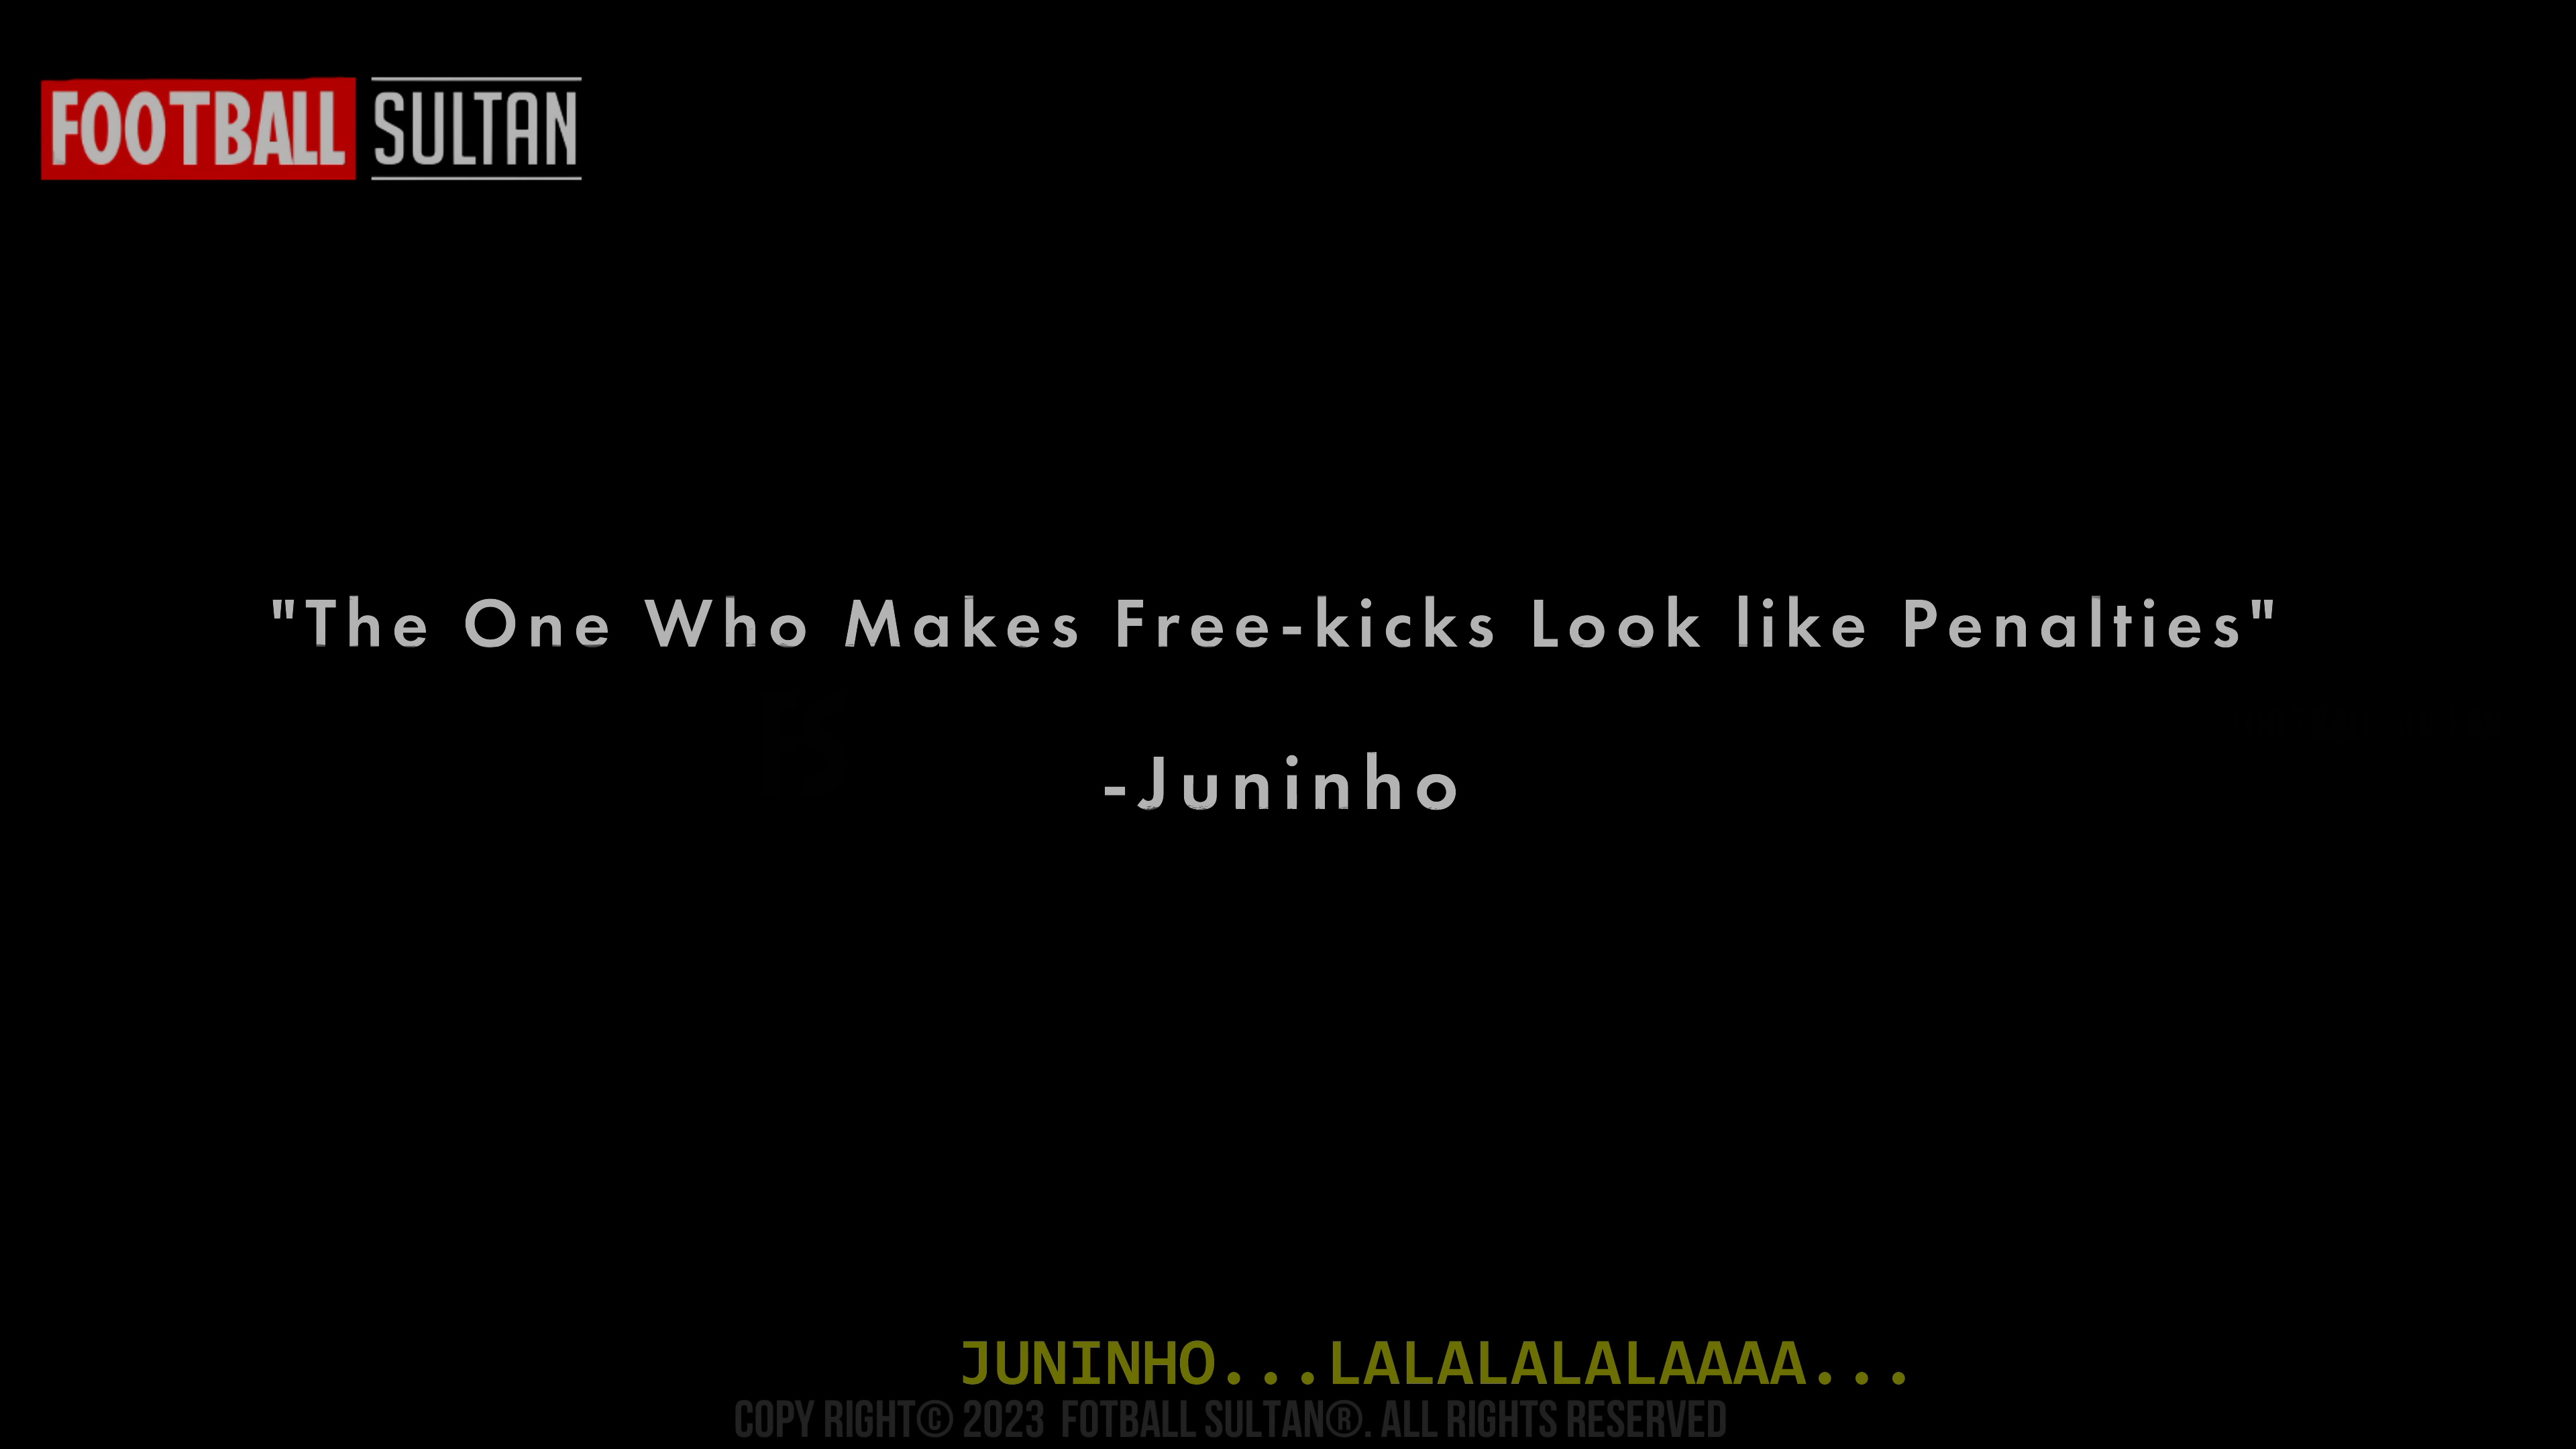 FOOTBALL SULTAN
"The One Who Makes Free-kicks Look like Penalties"
-Juninho
JUNINHO...LALALALALAAAA...
COPY RIGHT© 2023 FOTBALL SULTAN®. ALL RIGHTS RESERVED